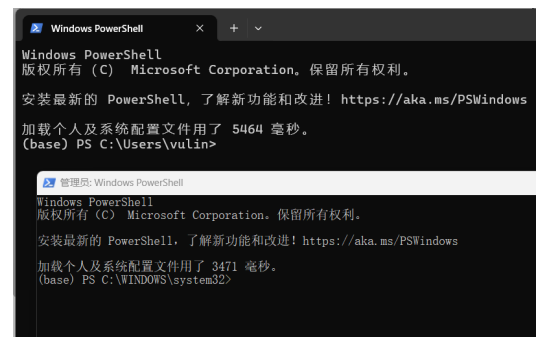 Windows PowerShell
Windows PowerShell
版权所有 (C) Microsoft Corporation。保留所有权利。
安装最新的 PowerShell,了解新功能和改进!https://aka.ms/PSWindows
加载个人及系统配置文件用了 5464 毫秒。
(base) PS C:\Users\vulin>
管理员: Windows PowerShell
Windows PowerShell
版权所有 (C) Microsoft Corporation。保留所有权利。
安装最新的 PowerShell,了解新功能和改进!https://aka.ms/PSWindows
加载个人及系统配置文件用了 3471 毫秒。
(base) PS C:\WINDOWS\system32>